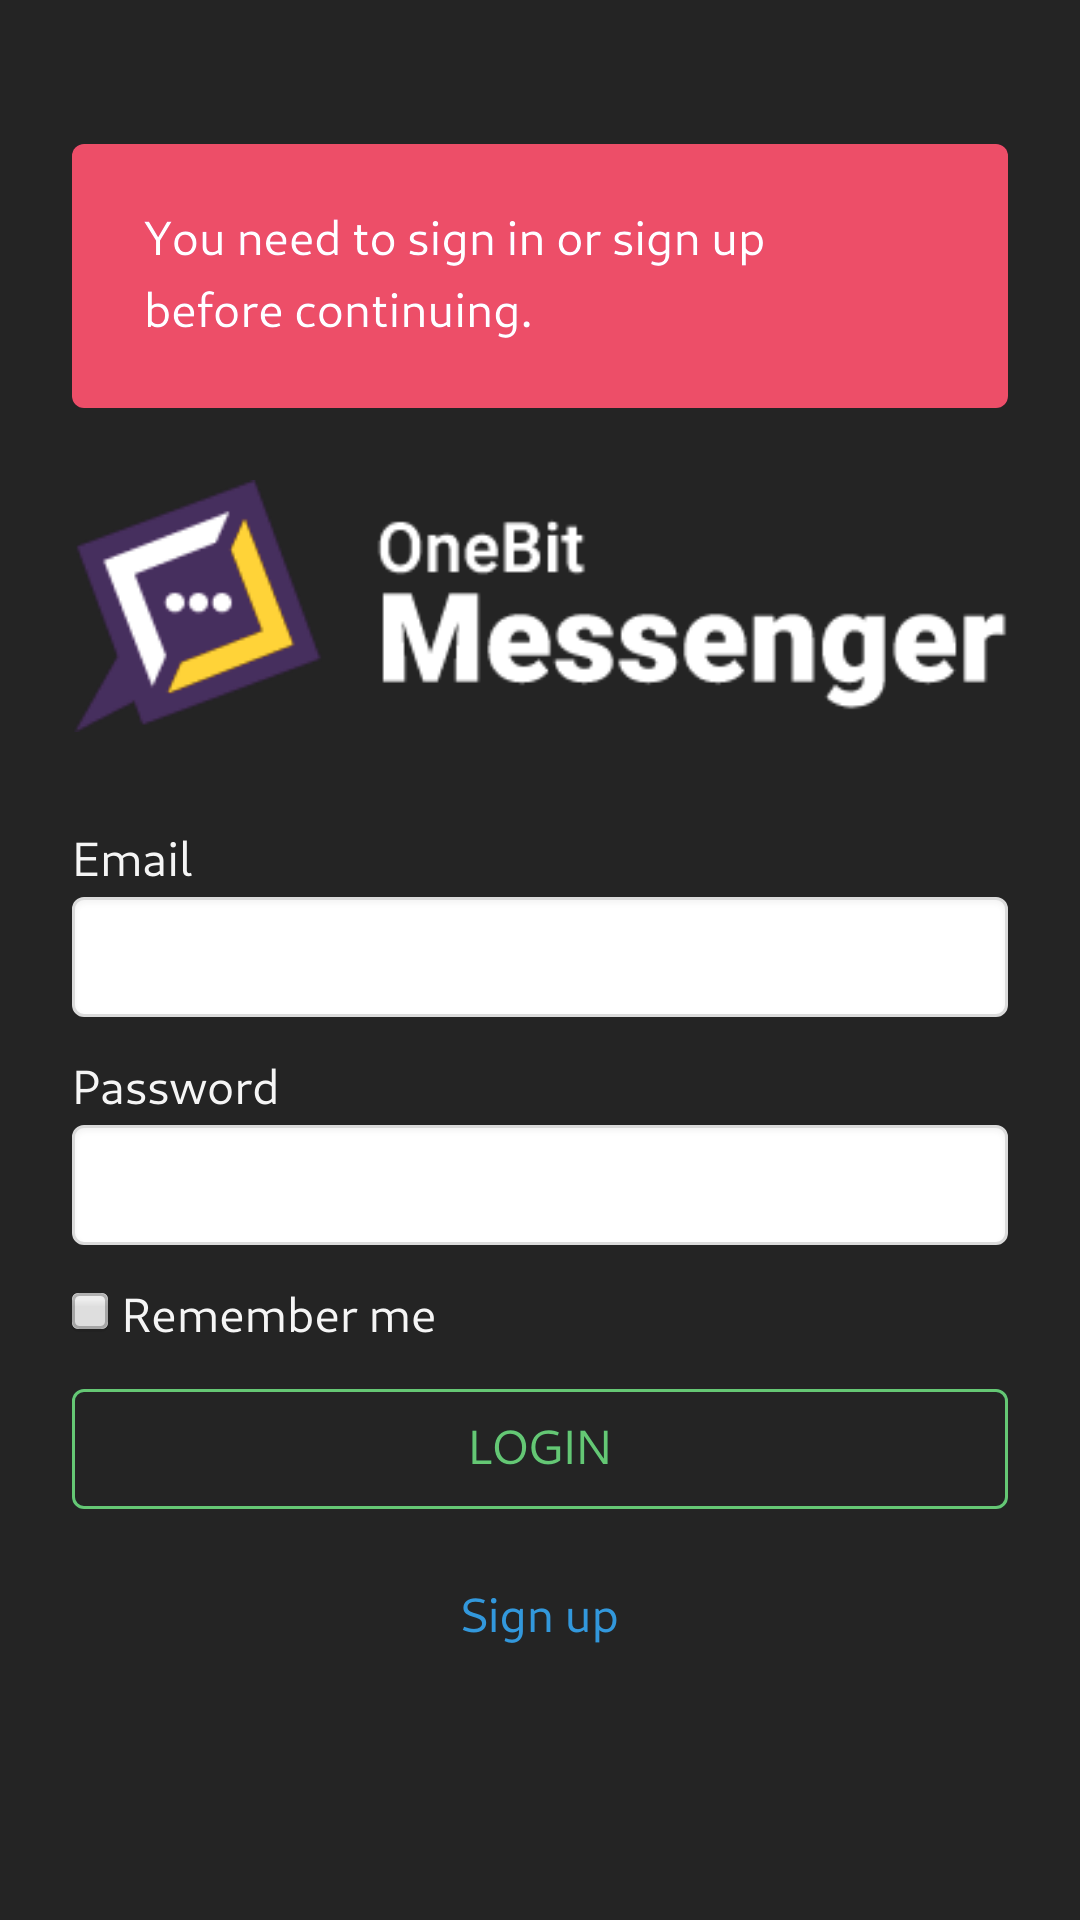 You need to sign in or sign up
before continuing.
OneBit
Messenger
Email
Password
Remember me
LOGIN
Sign up